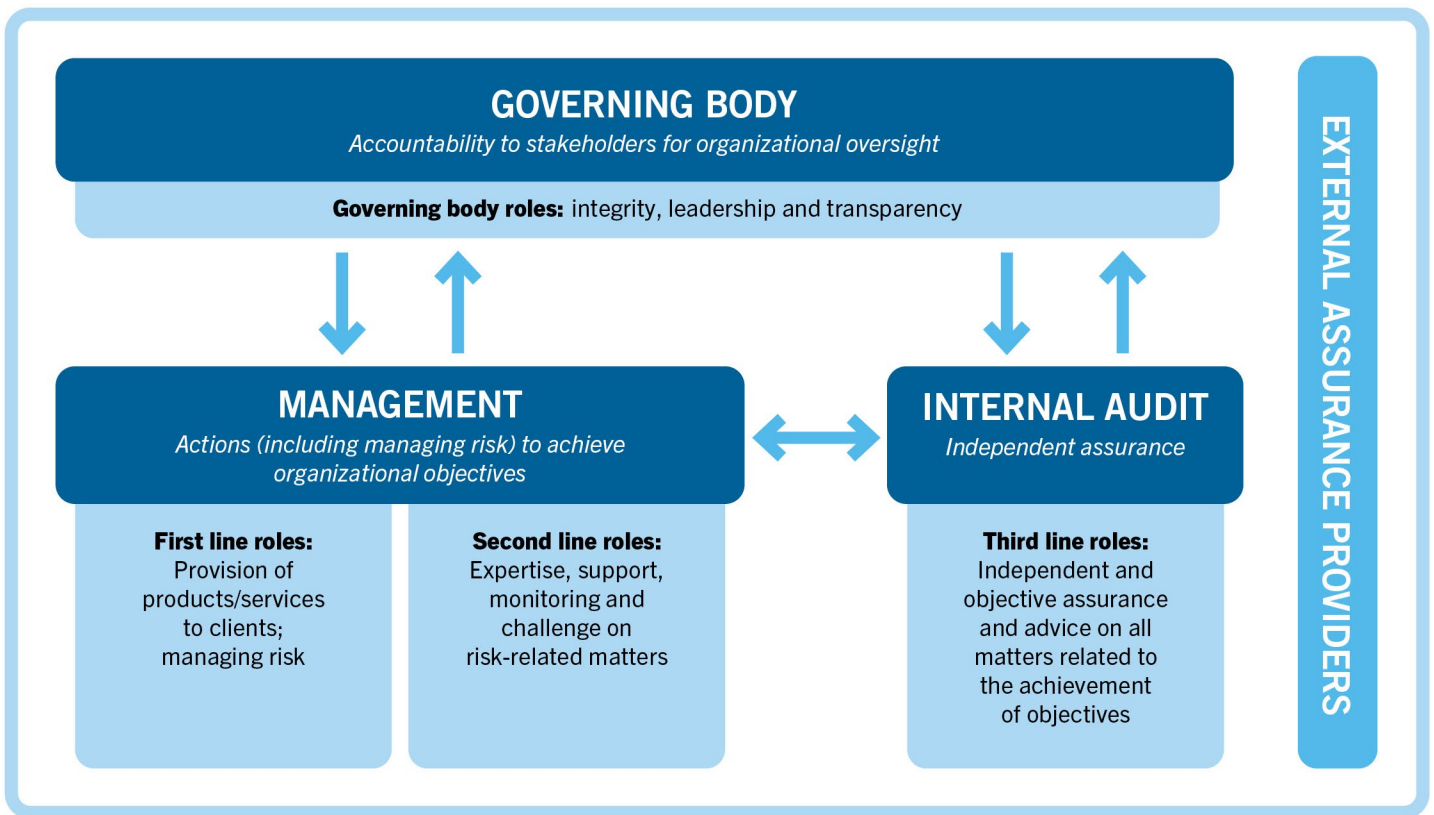 GOVERNING BODY
Accountability to stakeholders for organizational oversight
Governing body roles: integrity, leadership and transparency
MANAGEMENT
Actions (including managing risk) to achieve
organizational objectives
First line roles:
Provision of
products/services
to clients;
managing risk
Second line roles:
Expertise, support,
monitoring and
challenge on
risk-related matters
INTERNAL AUDIT
Independent assurance
Third line roles:
Independent and
objective assurance
and advice on all
matters related to
the achievement
of objectives
EXTERNAL ASSURANCE PROVIDERS